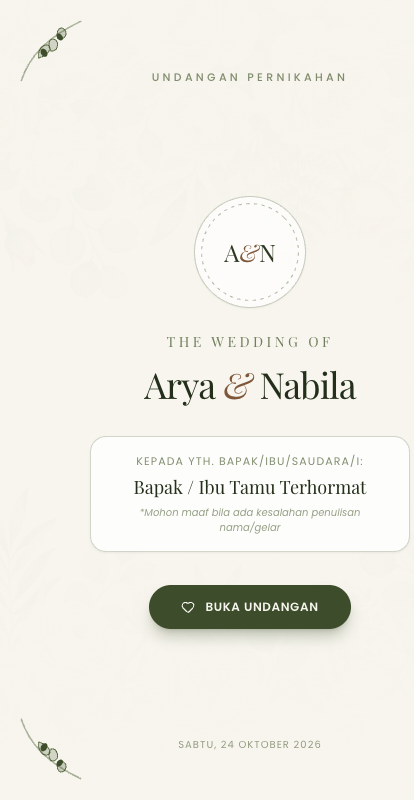 UNDANGAN PERNIKAHAN
A&N
THE WEDDING OF
Arya & Nabila
KEPADA YTH. BAPAK/IBU/SAUDARA/I:
Bapak / Ibu Tamu Terhormat
*Mohon maaf bila ada kesalahan penulisan
nama/gelar
BUKA UNDANGAN
SABTU, 24 OKTOBER 2026